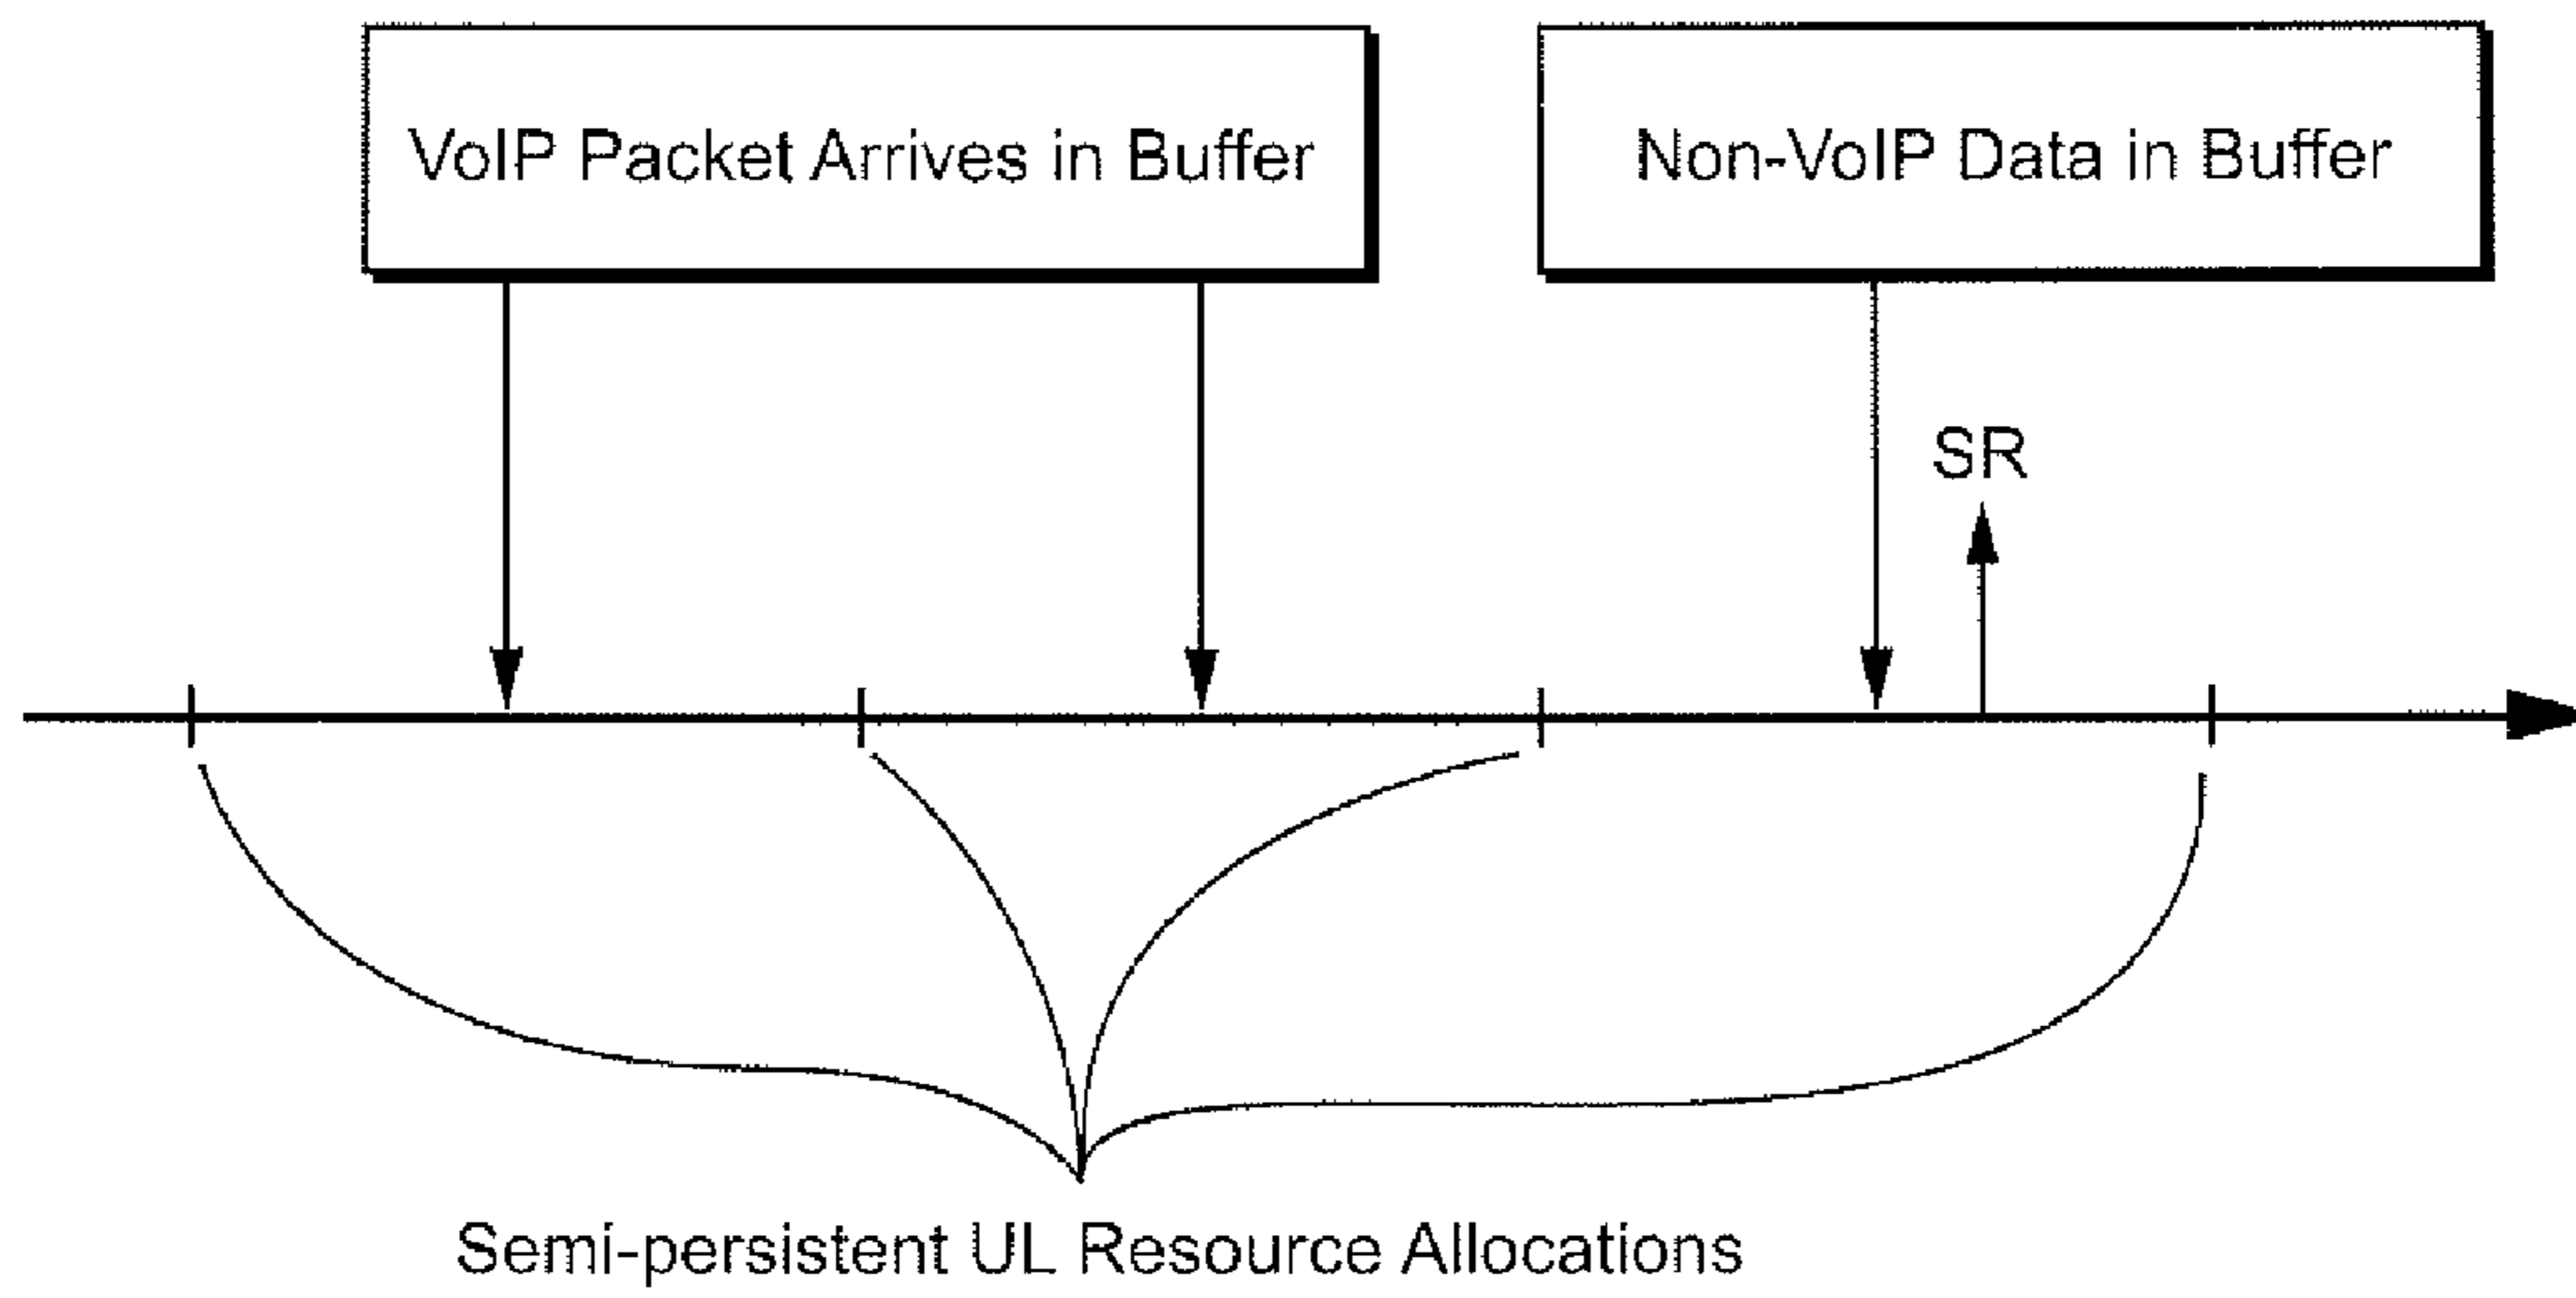 VoIP Packet Arrives in Buffer
Non-VoIP Data in Buffer
SR
Semi-persistent UL Resource Allocations